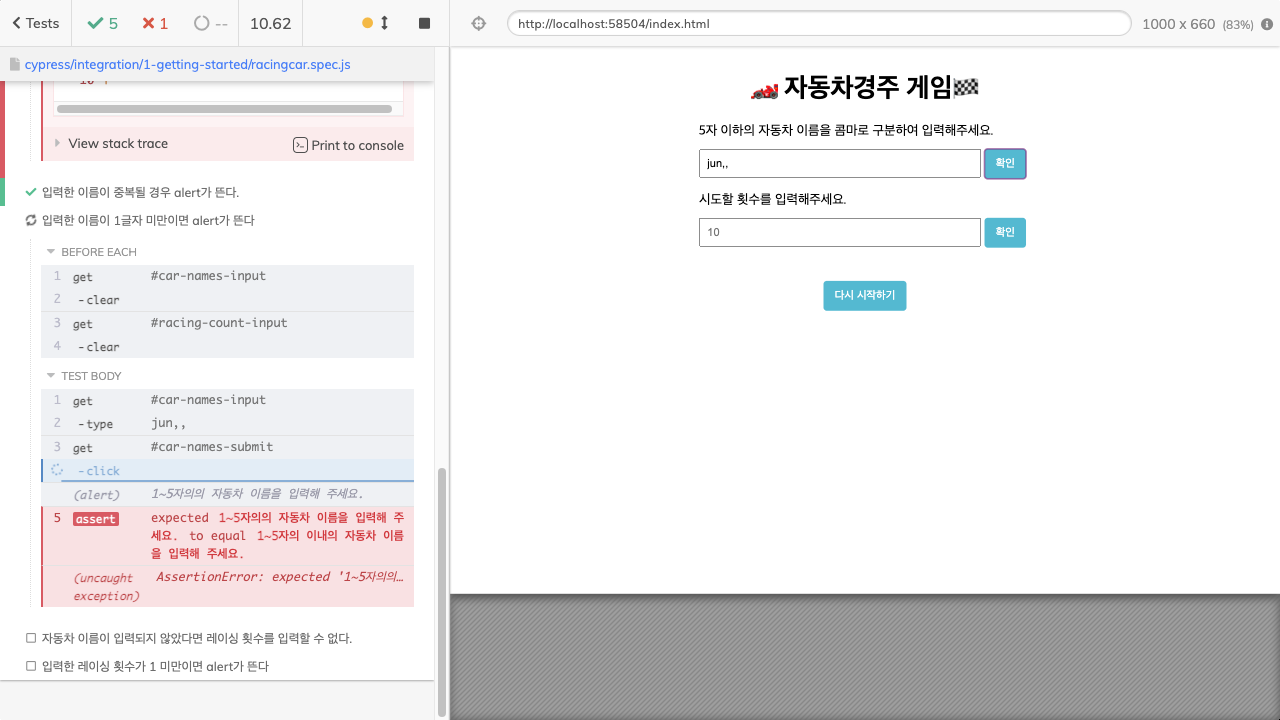 Tests
5
1
--
10.62
http://localhost:58504/index.html
1000 x 660 (83%)
cypress/integration/1-getting-started/racingcar.spec.js
View stack trace
Print to console
입력한 이름이 중복될 경우 alert가 뜬다.
입력한 이름이 1글자 미만이면 alert가 뜬다
BEFORE EACH
1 get #car-names-input
2 -clear
3 get #racing-count-input
4 -clear
TEST BODY
1 get #car-names-input
2 -type jun,,
3 get #car-names-submit
-click
(alert) 1~5자의의 자동차 이름을 입력해 주세요.
5 assert expected 1~5자의의 자동차 이름을 입력해 주
세요. to equal 1~5자의 이내의 자동차 이름
을 입력해 주세요.
(uncaught AssertionError: expected '1~5자의의…
exception)
자동차 이름이 입력되지 않았다면 레이싱 횟수를 입력할 수 없다.
입력한 레이싱 횟수가 1 미만이면 alert가 뜬다
🏎️ 자동차경주 게임🏁
5자 이하의 자동차 이름을 콤마로 구분하여 입력해주세요.
jun,, 확인
시도할 횟수를 입력해주세요.
10 확인
다시 시작하기